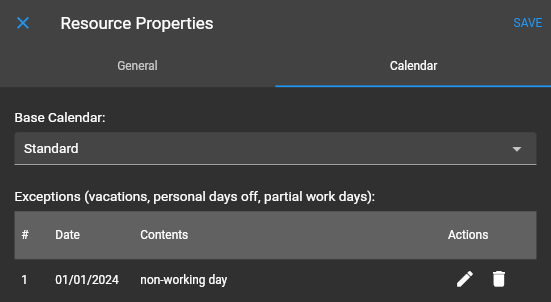 Resource Properties SAVE
General Calendar
Base Calendar:
Standard
Exceptions (vacations, personal days off, partial work days):
# Date Contents Actions
1 01/01/2024 non-working day